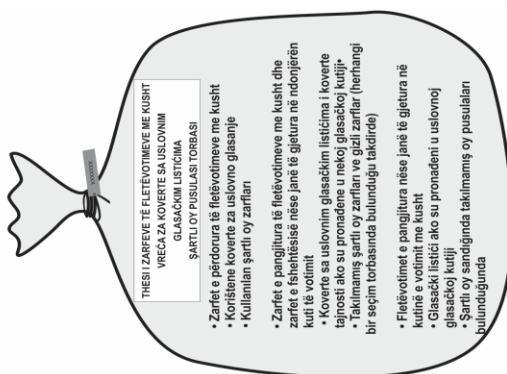 THESI I ZARFEVE TË FLETËVOTIMEVE ME KUSHT
VREĆA ZA KOVERTE SA USLOVNIM
GLASAČKIM LISTIĆIMA
ŞARTLI OY PUSULASI TORBASI
• Zarfet e përdorura të fletëvotimeve me kusht
• Korištene koverte za uslovno glasanje
• Kullanılan şartlı oy zarfları
• Zarfet e pangjitura të fletëvotimeve me kusht dhe
zarfet e fshehtësisë nëse janë të gjetura në ndonjërën
kuti të votimit
• Koverte sa uslovnim glasačkim listićima i koverte
tajnosti ako su pronađene u nekoj glasačkoj kutiji•
• Takılmamış şartlı oy zarfları ve gizli zarflar (herhangi
bir seçim torbasında bulunduğu takdirde)
• Fletëvotimet e pangjitura nëse janë të gjetura në
kutinë e votimit me kusht
• Glasački listići ako su pronađeni u uslovnoj
glasačkoj kutiji
• Şartlı oy sandığında takılmamış oy pusulaları
bulunduğunda